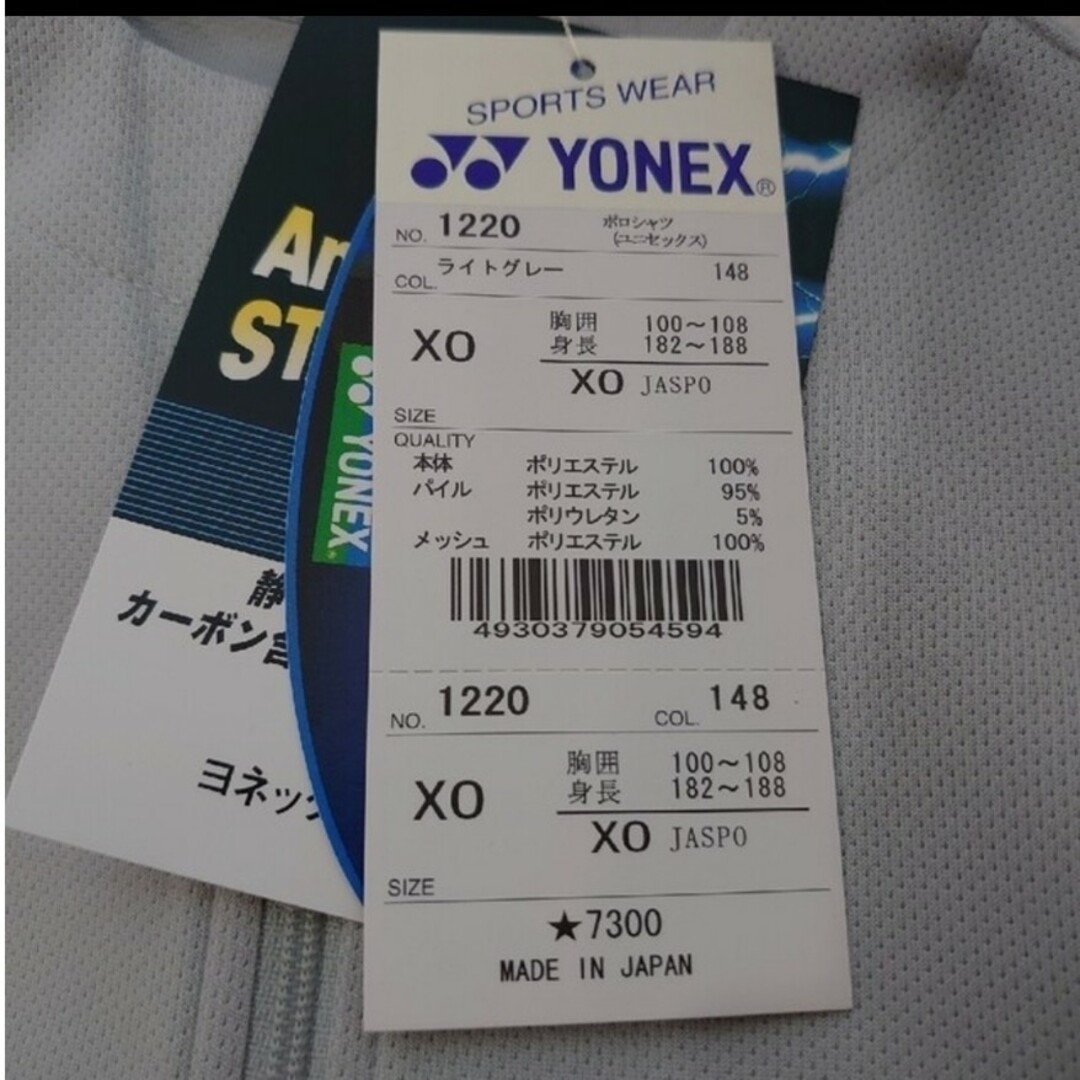 SPORTS WEAR
YONEX®
NO. 1220 ポロシャツ
(ユニセックス)
COL. ライトグレー 148
XO 胸囲 100～108
身長 182～188
XO JASPO
SIZE
QUALITY
本体 ポリエステル 100%
パイル ポリエステル 95%
ポリウレタン 5%
メッシュ ポリエステル 100%
4930379054594
NO. 1220 COL. 148
XO 胸囲 100～108
身長 182～188
XO JASPO
SIZE
★7300
MADE IN JAPAN
YONEX
ST
静
カーボン
ヨネッ